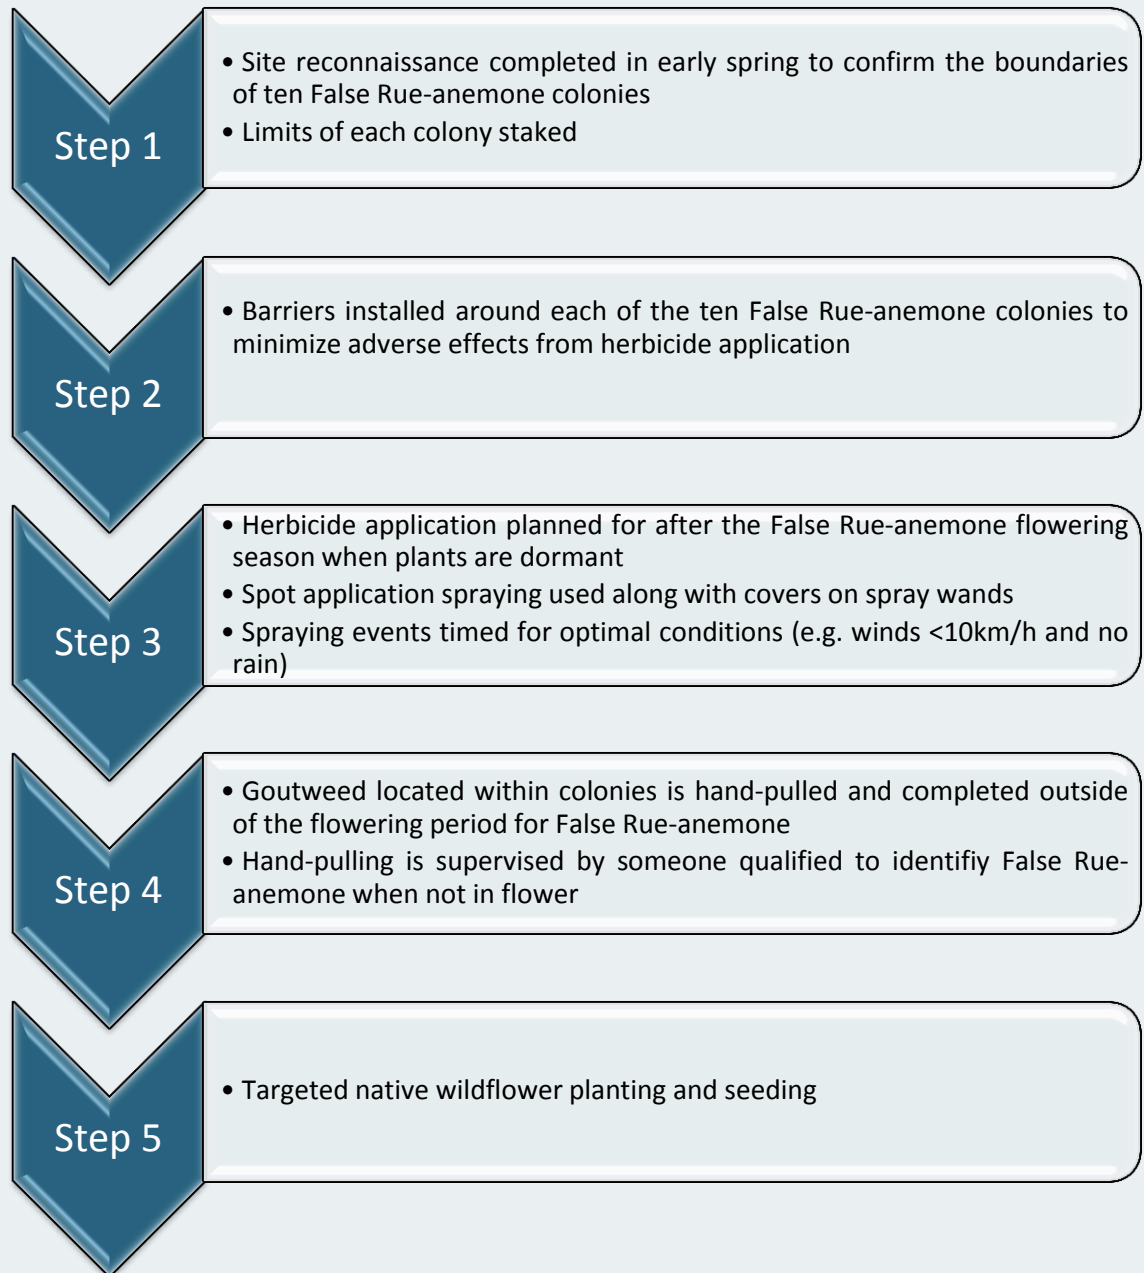 Step 1
• Site reconnaissance completed in early spring to confirm the boundaries
of ten False Rue-anemone colonies
• Limits of each colony staked
Step 2
• Barriers installed around each of the ten False Rue-anemone colonies to
minimize adverse effects from herbicide application
Step 3
• Herbicide application planned for after the False Rue-anemone flowering
season when plants are dormant
• Spot application spraying used along with covers on spray wands
• Spraying events timed for optimal conditions (e.g. winds <10km/h and no
rain)
Step 4
• Goutweed located within colonies is hand-pulled and completed outside
of the flowering period for False Rue-anemone
• Hand-pulling is supervised by someone qualified to identifiy False Rue-
anemone when not in flower
Step 5
• Targeted native wildflower planting and seeding